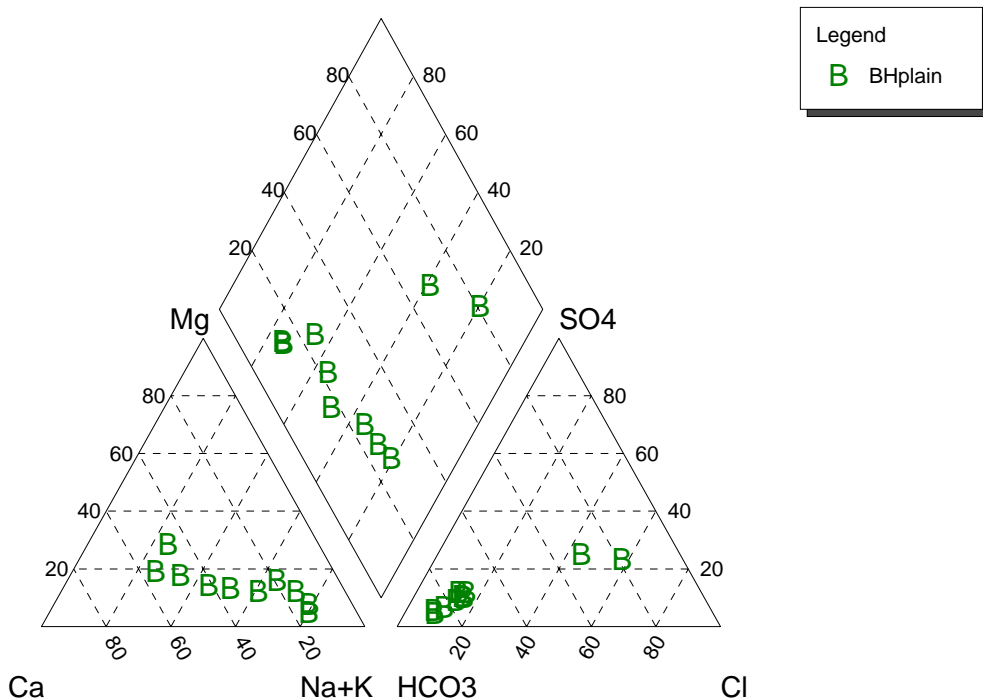 Legend
B BHplain
80 80
60 60
40 40
20 20
Mg SO4
80 80
60 60
40 40
20 20
B B
B B B B
B
B
B
B
B
B B B B B B B B B B
B B
B B B B B B B B
80 60 40 20 20 40 60 80
Ca Na+K HCO3 Cl